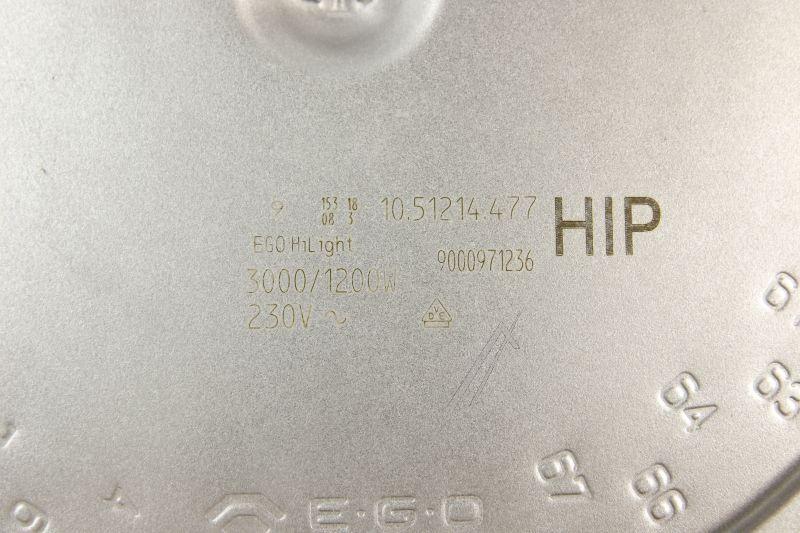 9 153 18 10.51214.477 HIP
08 3
EGO HiLight 9000971236
3000/1200W
230V ~
64 63
67 66
E·G·O